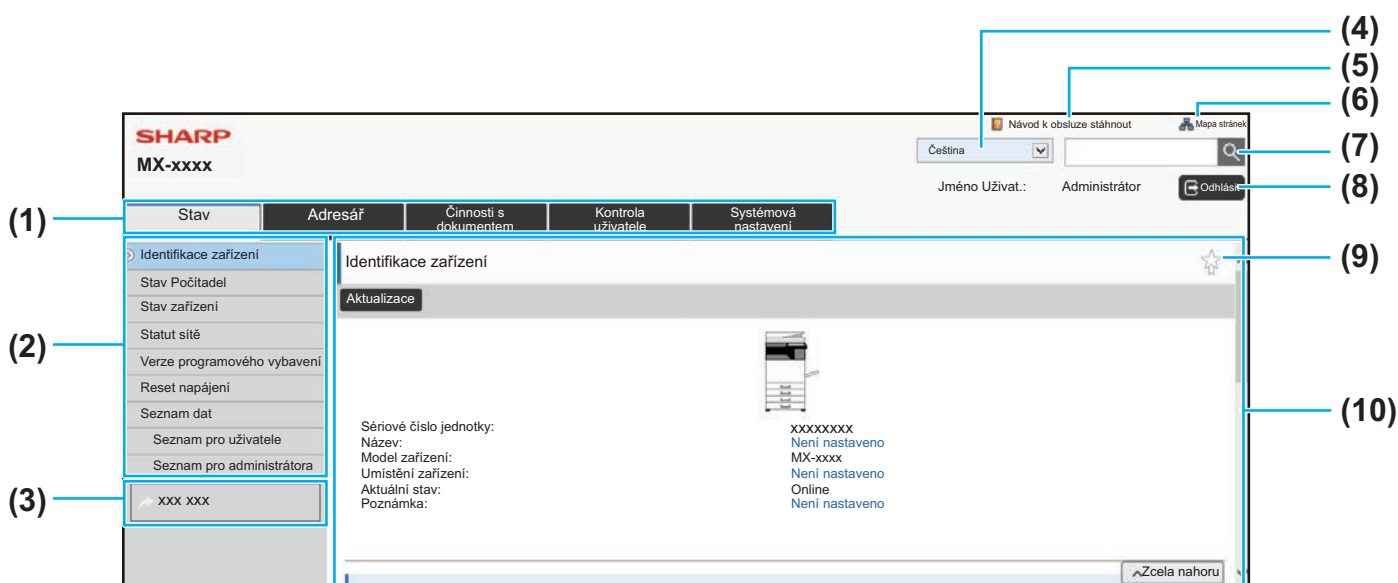 (4)
(5)
(6)
Návod k obsluze stáhnout
Mapa stránek
SHARP
MX-xxxx
Čeština
(7)
Jméno Uživat.: Administrátor Odhlásit
(8)
(1)
Stav
Adresář
Činnosti s dokumentem
Kontrola uživatele
Systémová nastavení
(2)
Identifikace zařízení
Stav Počítadel
Stav zařízení
Statut sítě
Verze programového vybavení
Reset napájení
Seznam dat
Seznam pro uživatele
Seznam pro administrátora
(3)
xxx xxx
Identifikace zařízení
(9)
Aktualizace
(10)
Sériové číslo jednotky: xxxxxxxx
Název: Není nastaveno
Model zařízení: MX-xxxx
Umístění zařízení: Není nastaveno
Aktuální stav: Online
Poznámka: Není nastaveno
Zcela nahoru